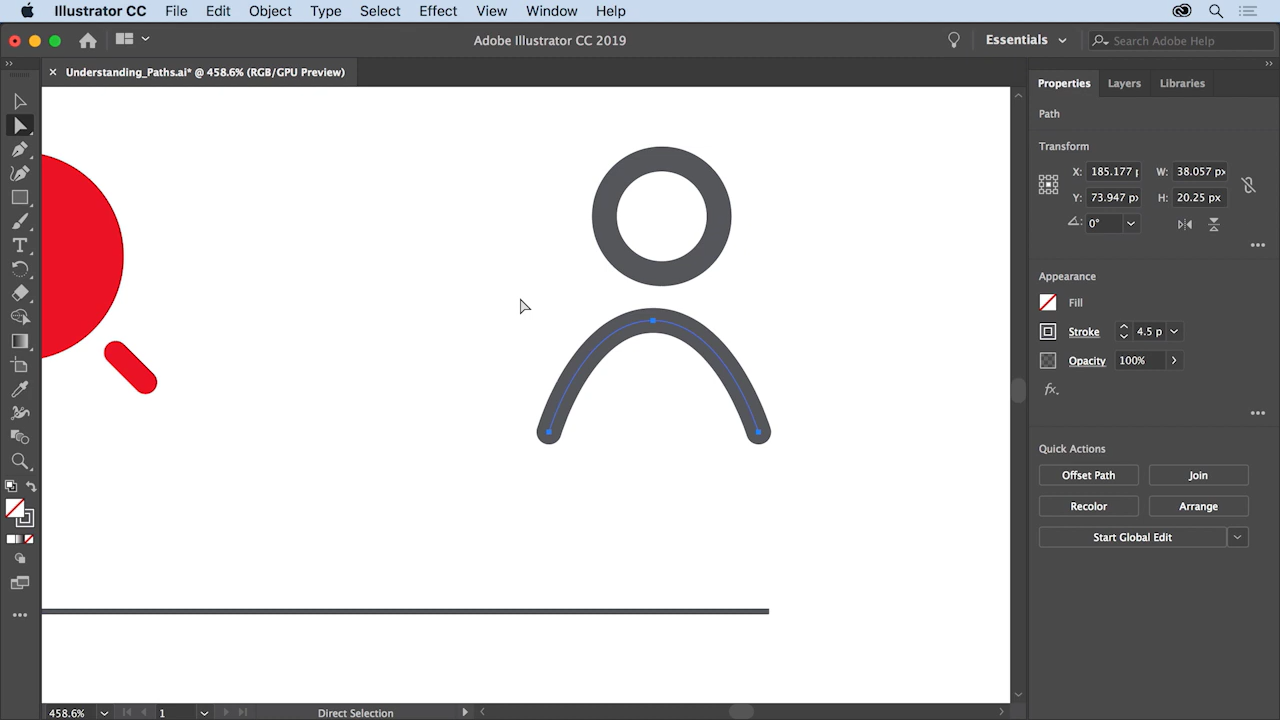 Illustrator CC File Edit Object Type Select Effect View Window Help
Adobe Illustrator CC 2019
Essentials
Search Adobe Help
Understanding_Paths.ai* @ 458.6% (RGB/GPU Preview)
Properties Layers Libraries
Path
Transform
X: 185.177 p W: 38.057 px
Y: 73.947 px H: 20.25 px
0°
Appearance
Fill
Stroke 4.5 p
Opacity 100%
fx.
Quick Actions
Offset Path Join
Recolor Arrange
Start Global Edit
458.6% 1 Direct Selection